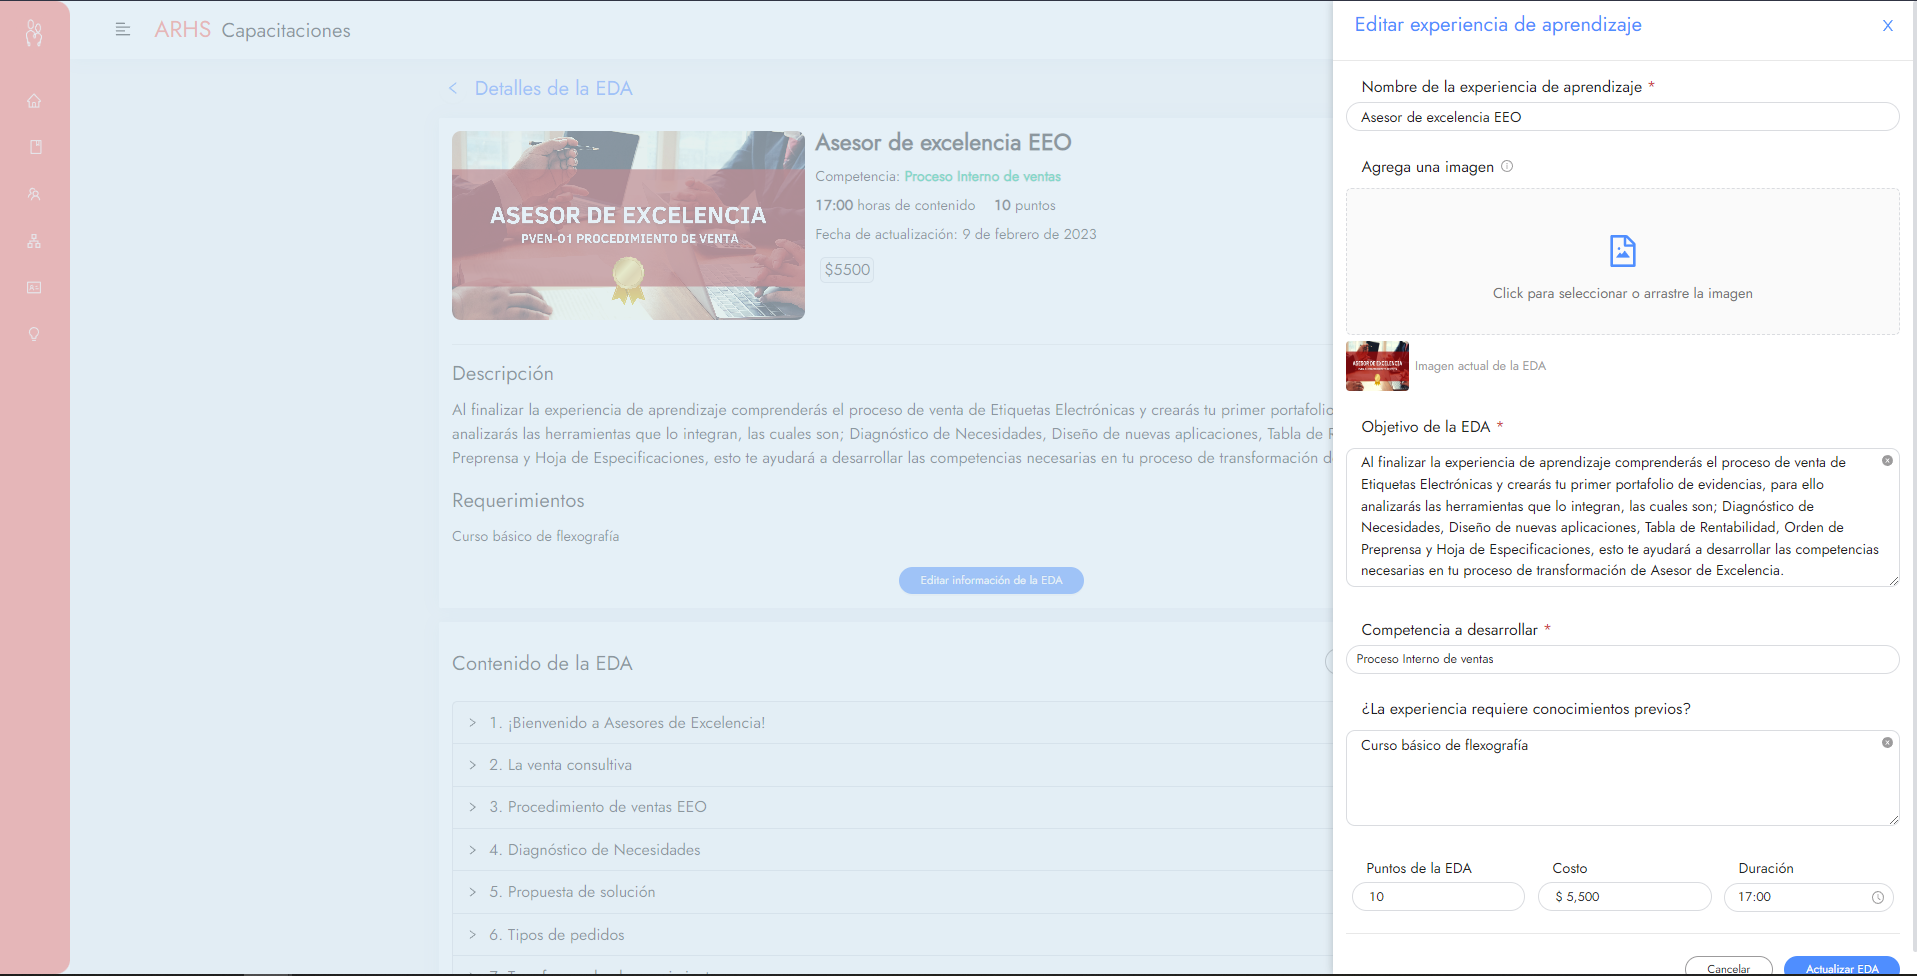 ARHS Capacitaciones
Detalles de la EDA
ASESOR DE EXCELENCIA
PVEN-01 PROCEDIMIENTO DE VENTA
Asesor de excelencia EEO
Competencia: Proceso Interno de ventas
17:00 horas de contenido 10 puntos
Fecha de actualización: 9 de febrero de 2023
$5500
Descripción
Al finalizar la experiencia de aprendizaje comprenderás el proceso de venta de Etiquetas Electrónicas y crearás tu primer portafolio
analizarás las herramientas que lo integran, las cuales son; Diagnóstico de Necesidades, Diseño de nuevas aplicaciones, Tabla de
Preprensa y Hoja de Especificaciones, esto te ayudará a desarrollar las competencias necesarias en tu proceso de transformación
Requerimientos
Curso básico de flexografía
Editar información de la EDA
Contenido de la EDA
1. ¡Bienvenido a Asesores de Excelencia!
2. La venta consultiva
3. Procedimiento de ventas EEO
4. Diagnóstico de Necesidades
5. Propuesta de solución
6. Tipos de pedidos
Editar experiencia de aprendizaje X
Nombre de la experiencia de aprendizaje *
Asesor de excelencia EEO
Agrega una imagen
Click para seleccionar o arrastre la imagen
ASESOR DE EXCELENCIA
Imagen actual de la EDA
Objetivo de la EDA *
Al finalizar la experiencia de aprendizaje comprenderás el proceso de venta de
Etiquetas Electrónicas y crearás tu primer portafolio de evidencias, para ello
analizarás las herramientas que lo integran, las cuales son; Diagnóstico de
Necesidades, Diseño de nuevas aplicaciones, Tabla de Rentabilidad, Orden de
Preprensa y Hoja de Especificaciones, esto te ayudará a desarrollar las competencias
necesarias en tu proceso de transformación de Asesor de Excelencia.
Competencia a desarrollar *
Proceso Interno de ventas
¿La experiencia requiere conocimientos previos?
Curso básico de flexografía
Puntos de la EDA Costo Duración
10 $ 5,500 17:00
Cancelar Actualizar EDA